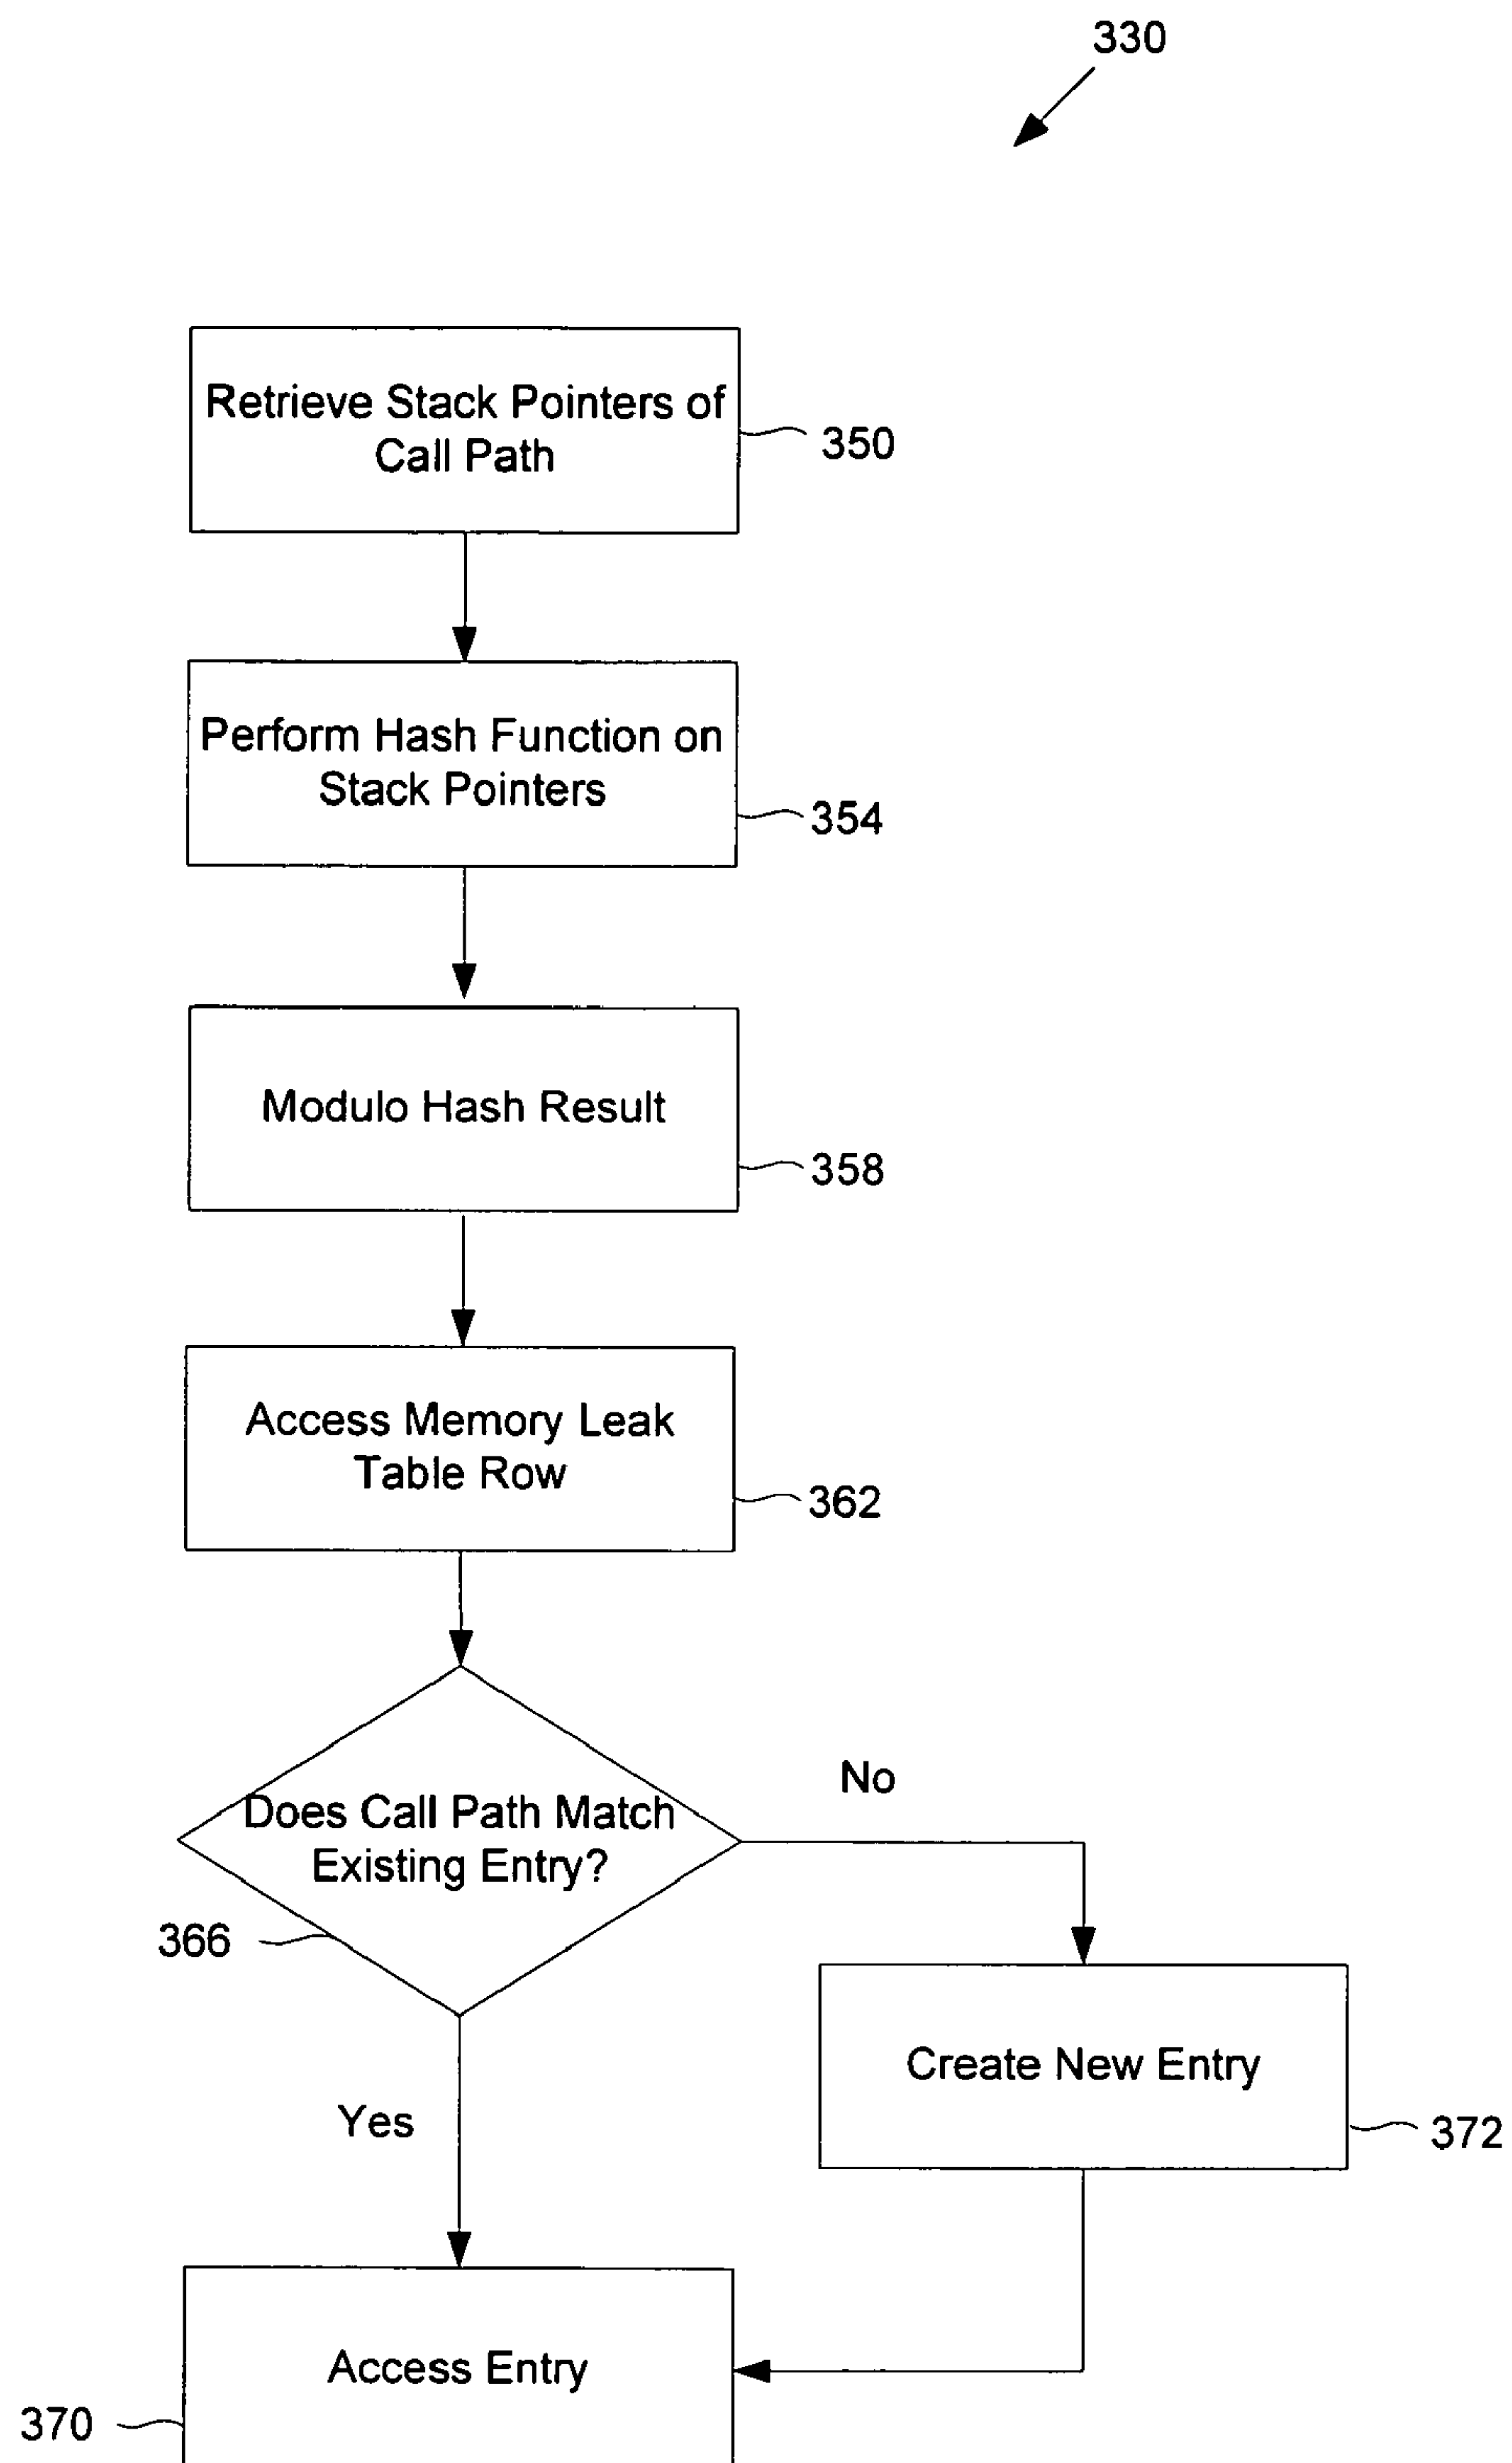 330
Retrieve Stack Pointers of
Call Path
350
Perform Hash Function on
Stack Pointers
354
Modulo Hash Result
358
Access Memory Leak
Table Row
362
Does Call Path Match
Existing Entry?
No
366
Create New Entry
Yes
372
Access Entry
370